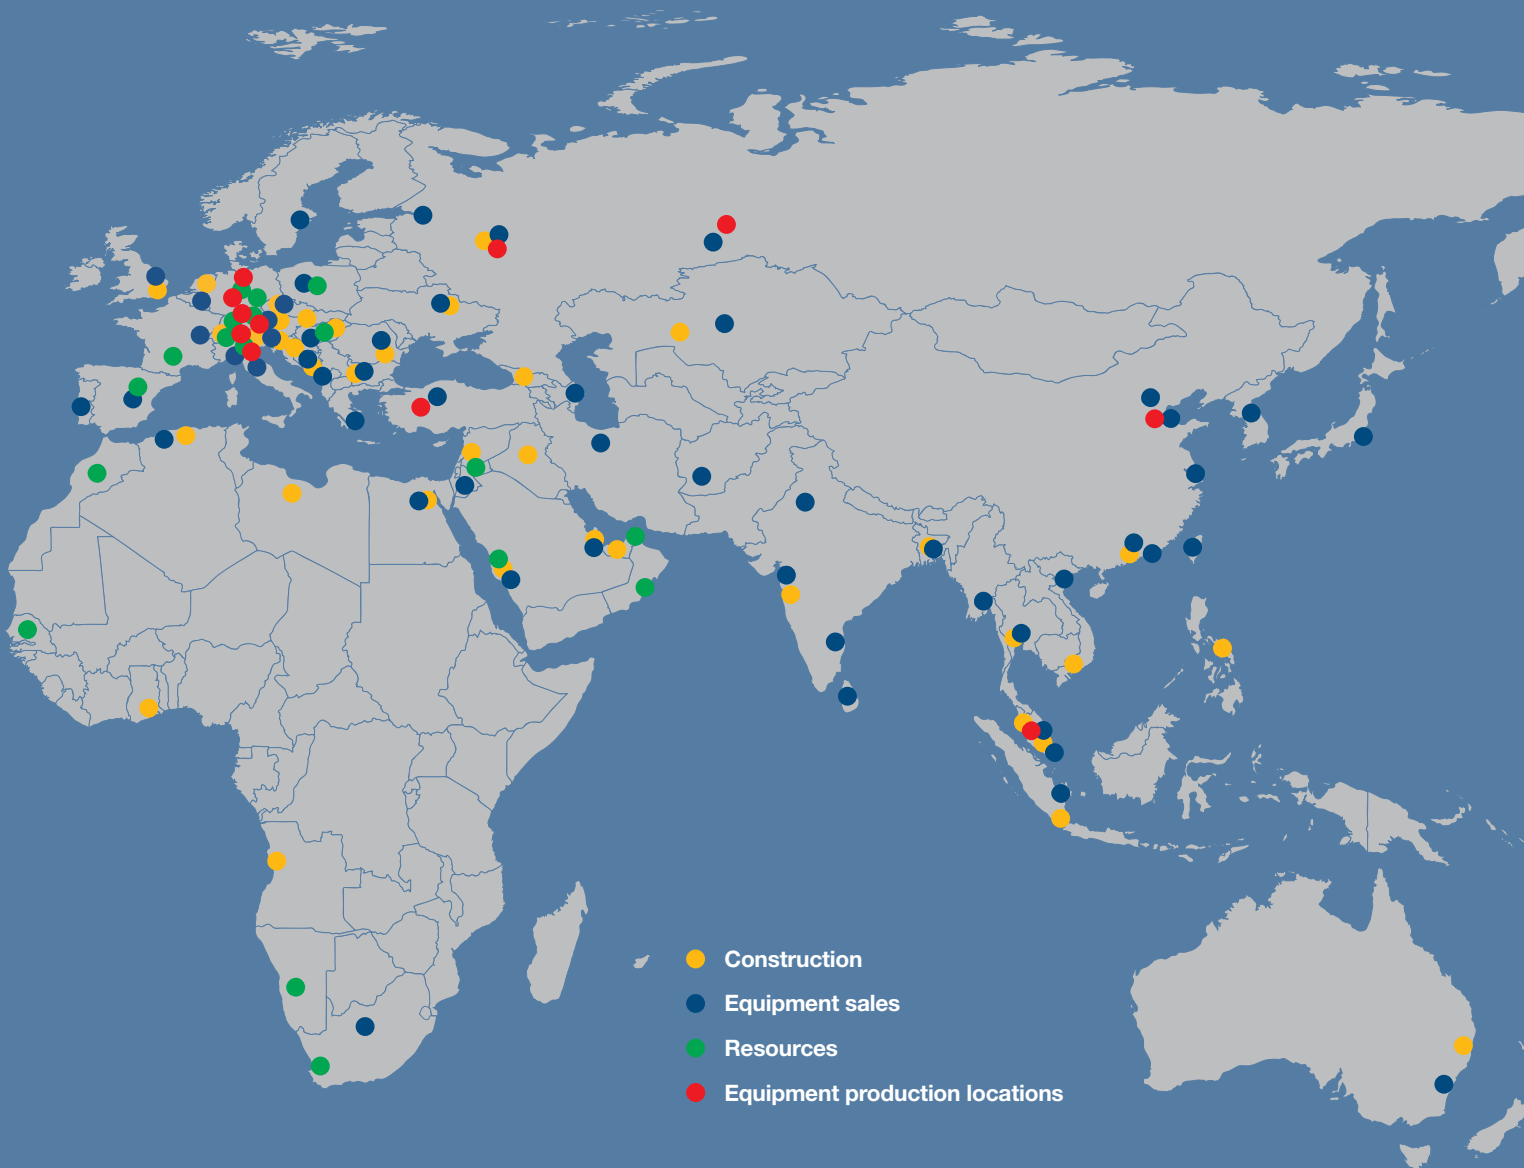 Construction
Equipment sales
Resources
Equipment production locations